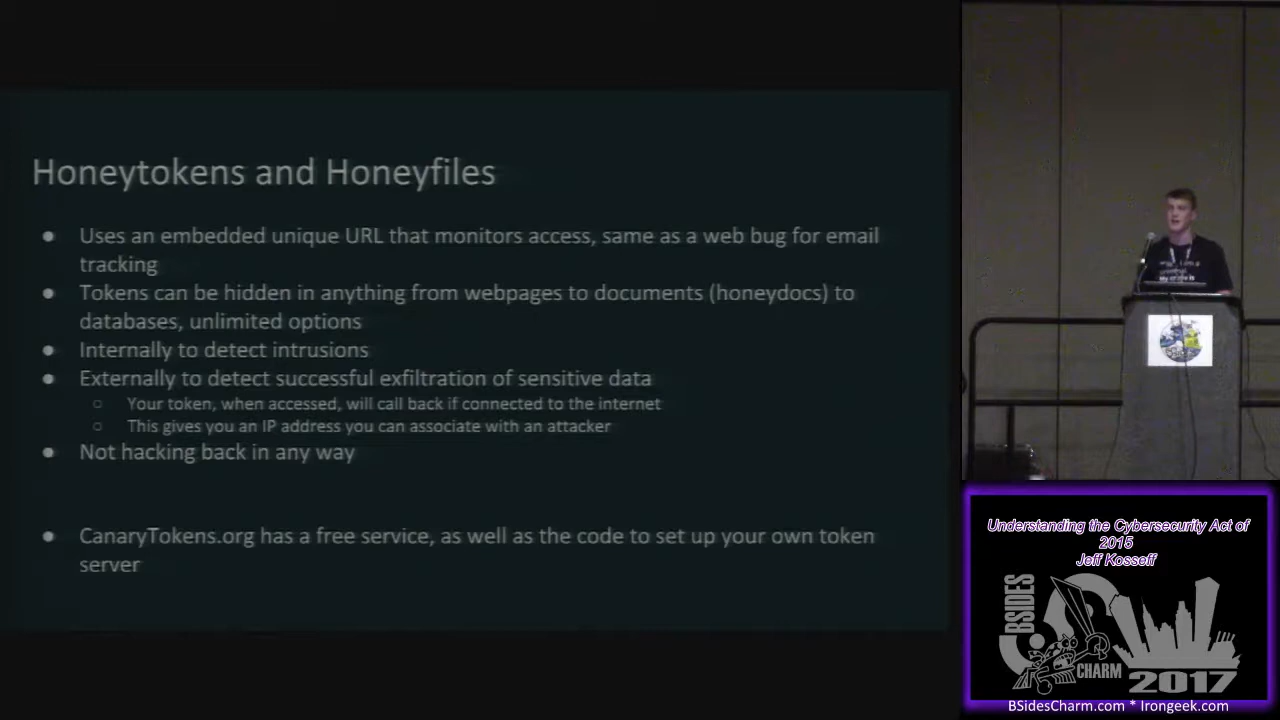 Honeytokens and Honeyfiles
● Uses an embedded unique URL that monitors access, same as a web bug for email
tracking
● Tokens can be hidden in anything from webpages to documents (honeydocs) to
databases, unlimited options
● Internally to detect intrusions
● Externally to detect successful exfiltration of sensitive data
○ Your token, when accessed, will call back if connected to the internet
○ This gives you an IP address you can associate with an attacker
● Not hacking back in any way
● CanaryTokens.org has a free service, as well as the code to set up your own token
server
Understanding the Cybersecurity Act of
2015
Jeff Kosseff
BSIDES
CHARM
2017
BSidesCharm.com * Irongeek.com